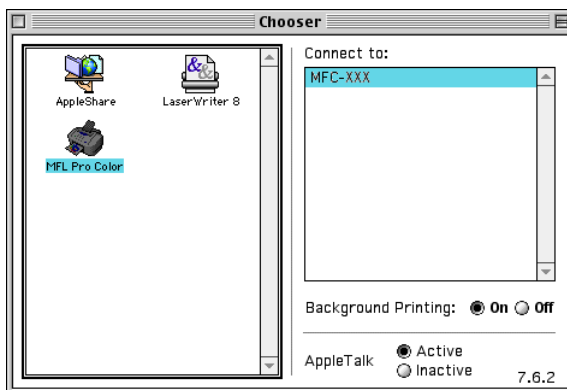 Chooser
AppleShare
LaserWriter 8
MFL Pro Color
Connect to:
MFC-XXX
Background Printing: On Off
AppleTalk
Active
Inactive
7.6.2